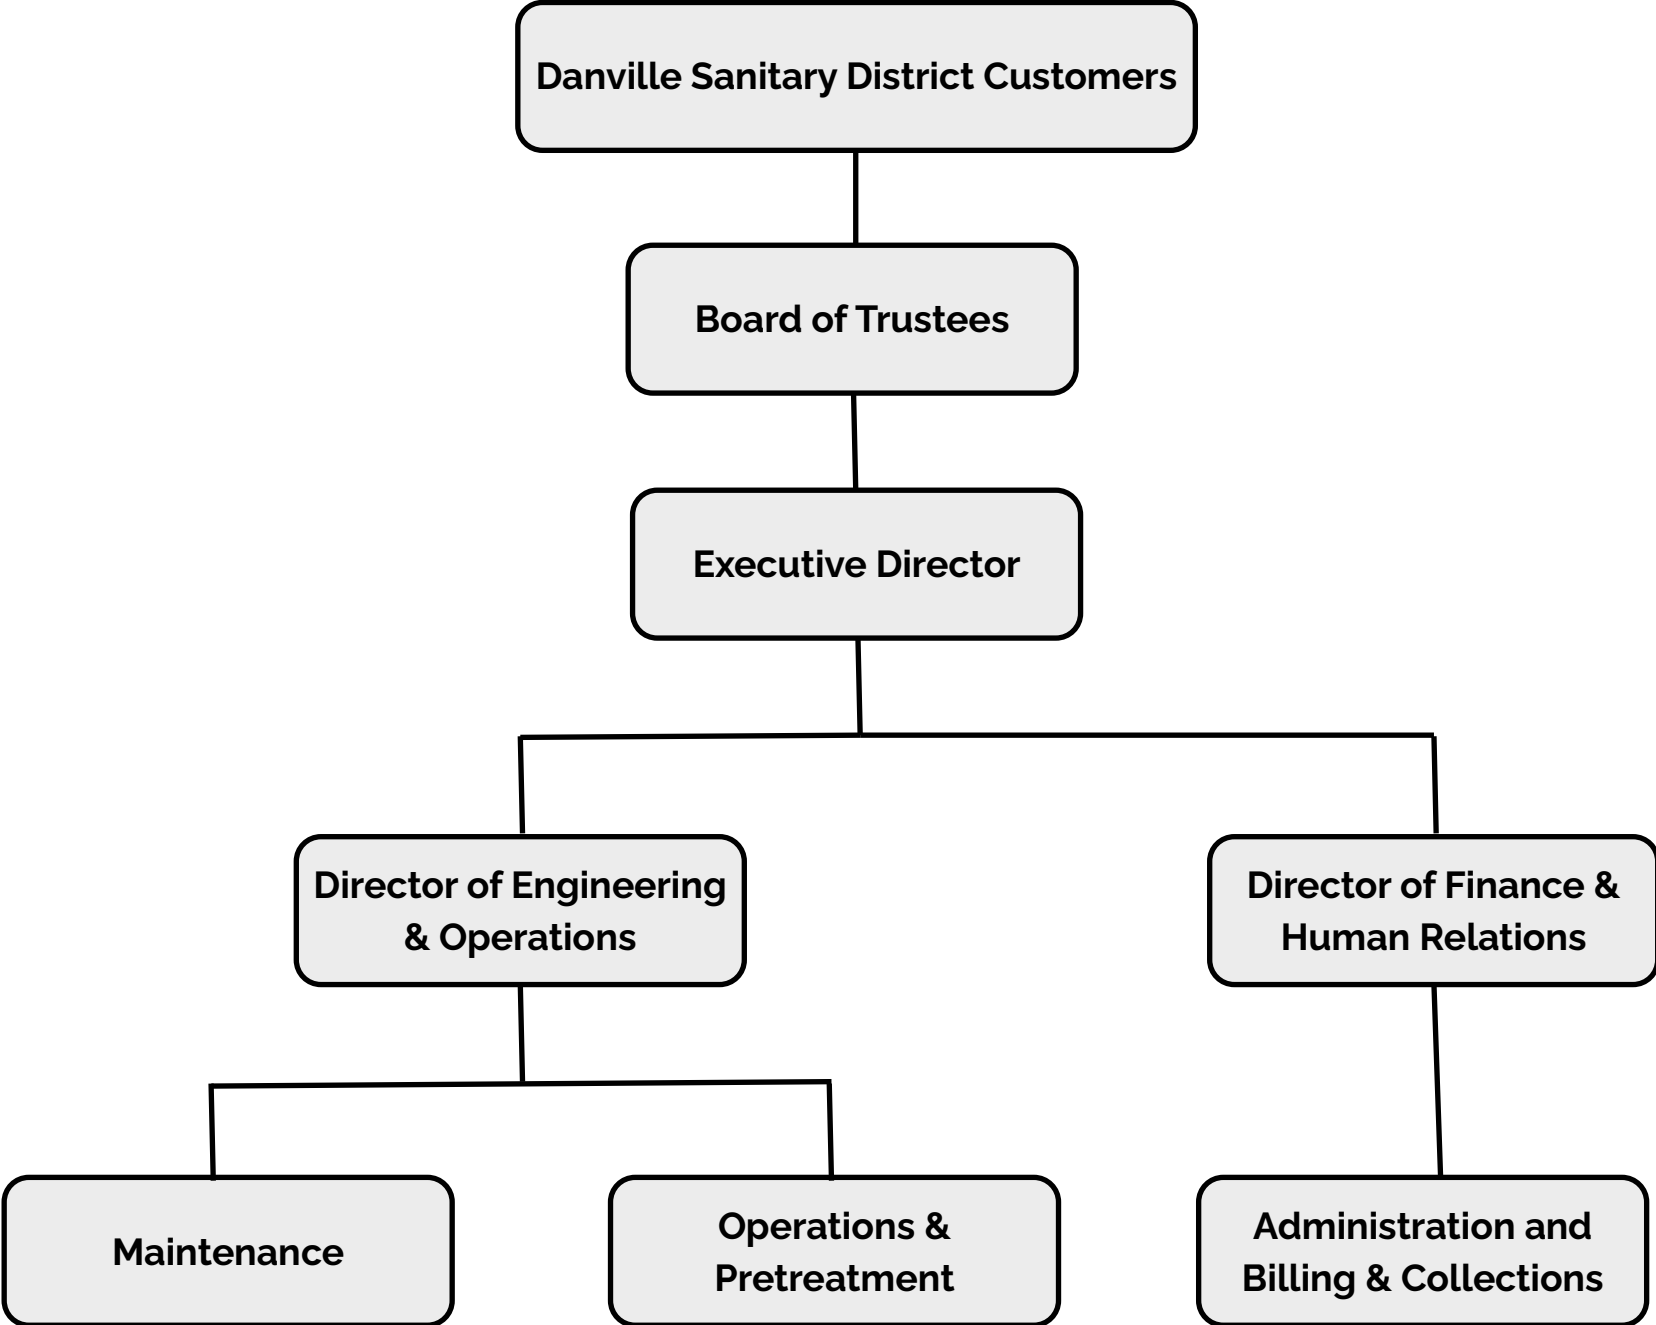 Danville Sanitary District Customers
Board of Trustees
Executive Director
Director of Engineering
& Operations
Director of Finance &
Human Relations
Maintenance
Operations &
Pretreatment
Administration and
Billing & Collections